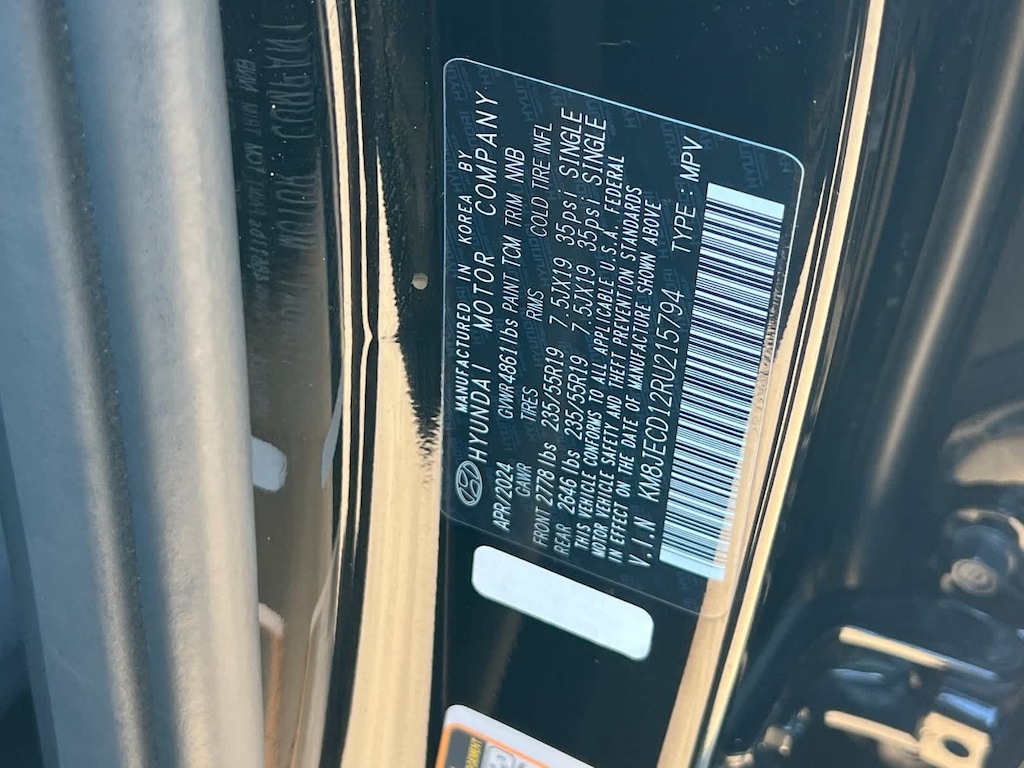 MANUFACTURED IN KOREA BY
HYUNDAI MOTOR COMPANY
APR/2024 GVWR4861lbs PAINT TCM TRIM NNB
GAWR TIRES RIMS COLD TIRE INFL
FRONT 2778 lbs 235/55R19 7.5JX19 35psi SINGLE
REAR 2646 lbs 235/55R19 7.5JX19 35psi SINGLE
THIS VEHICLE CONFORMS TO ALL APPLICABLE U.S.A. FEDERAL
MOTOR VEHICLE SAFETY AND THEFT PREVENTION STANDARDS
IN EFFECT ON THE DATE OF MANUFACTURE SHOWN ABOVE
V.I.N KM8JECD12RU215794 TYPE : MPV